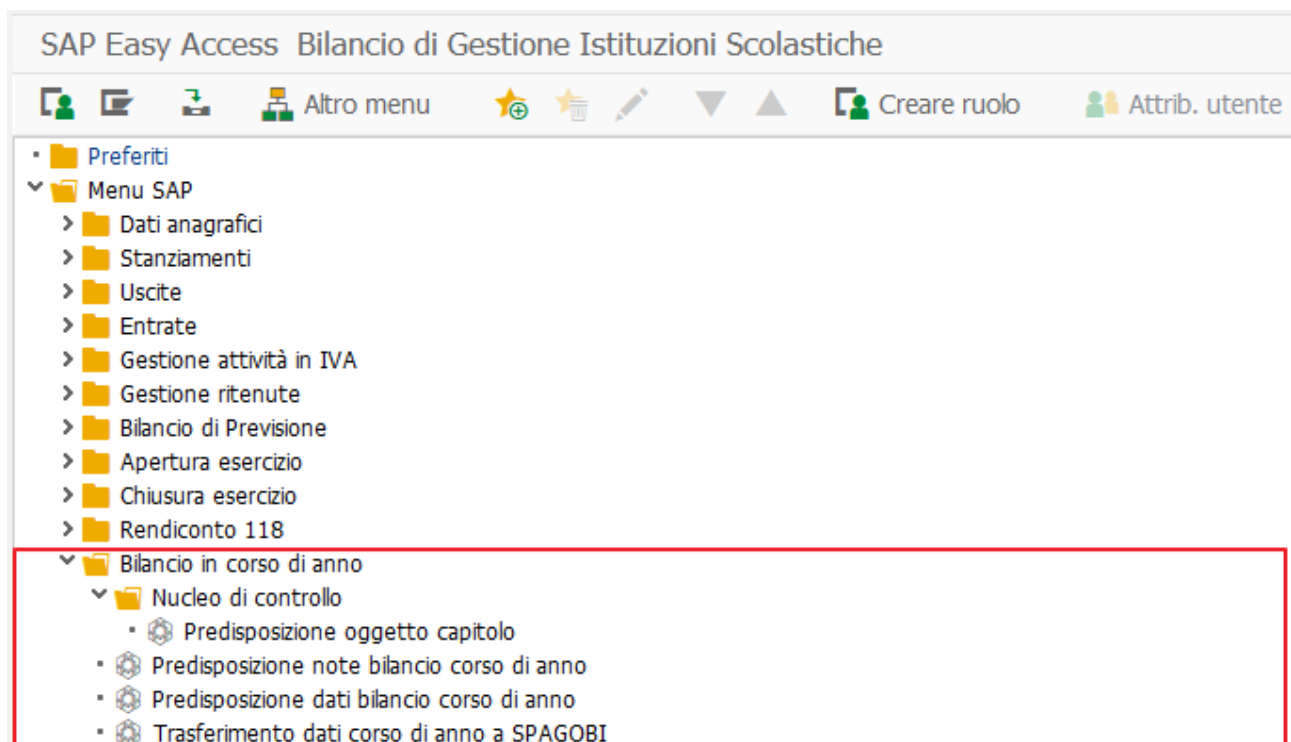 SAP Easy Access Bilancio di Gestione Istituzioni Scolastiche
Altro menu Creare ruolo Attrib. utente
Preferiti
Menu SAP
Dati anagrafici
Stanziamenti
Uscite
Entrate
Gestione attività in IVA
Gestione ritenute
Bilancio di Previsione
Apertura esercizio
Chiusura esercizio
Rendiconto 118
Bilancio in corso di anno
Nucleo di controllo
Predisposizione oggetto capitolo
Predisposizione note bilancio corso di anno
Predisposizione dati bilancio corso di anno
Trasferimento dati corso di anno a SPAGOBI